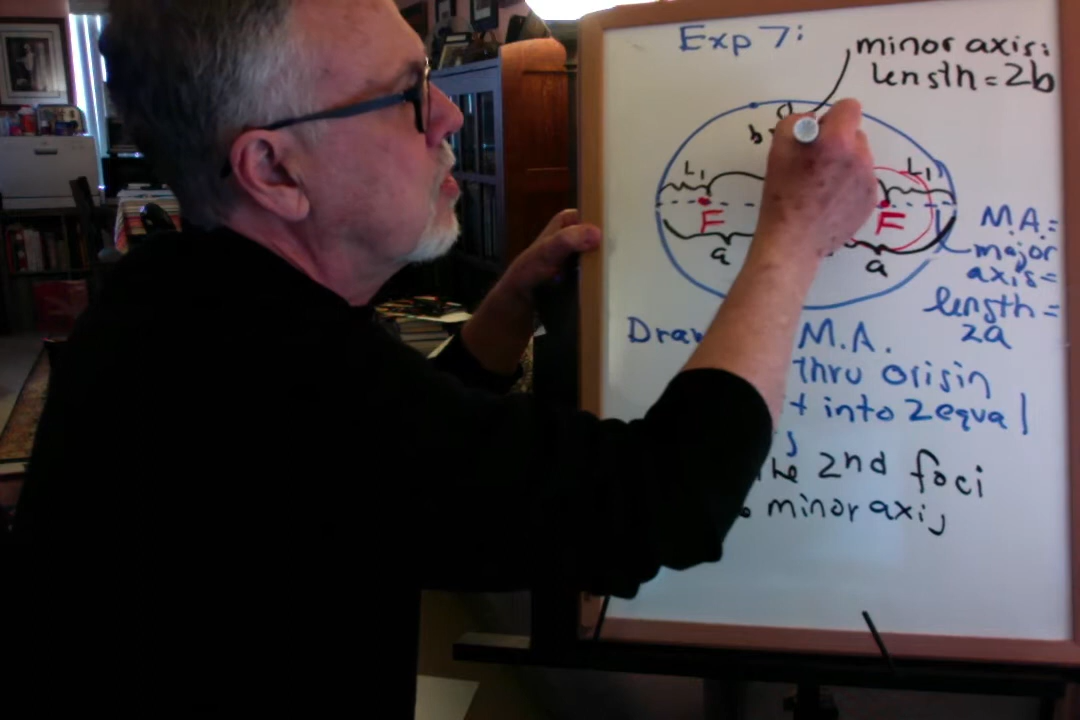 Exp 7:
minor axis:
length = 2b
b
L1
L1
F
F
a
a
M.A. =
major
axis =
length =
2a
M.A.
thru origin
into 2 equal
2nd foci
minor axis